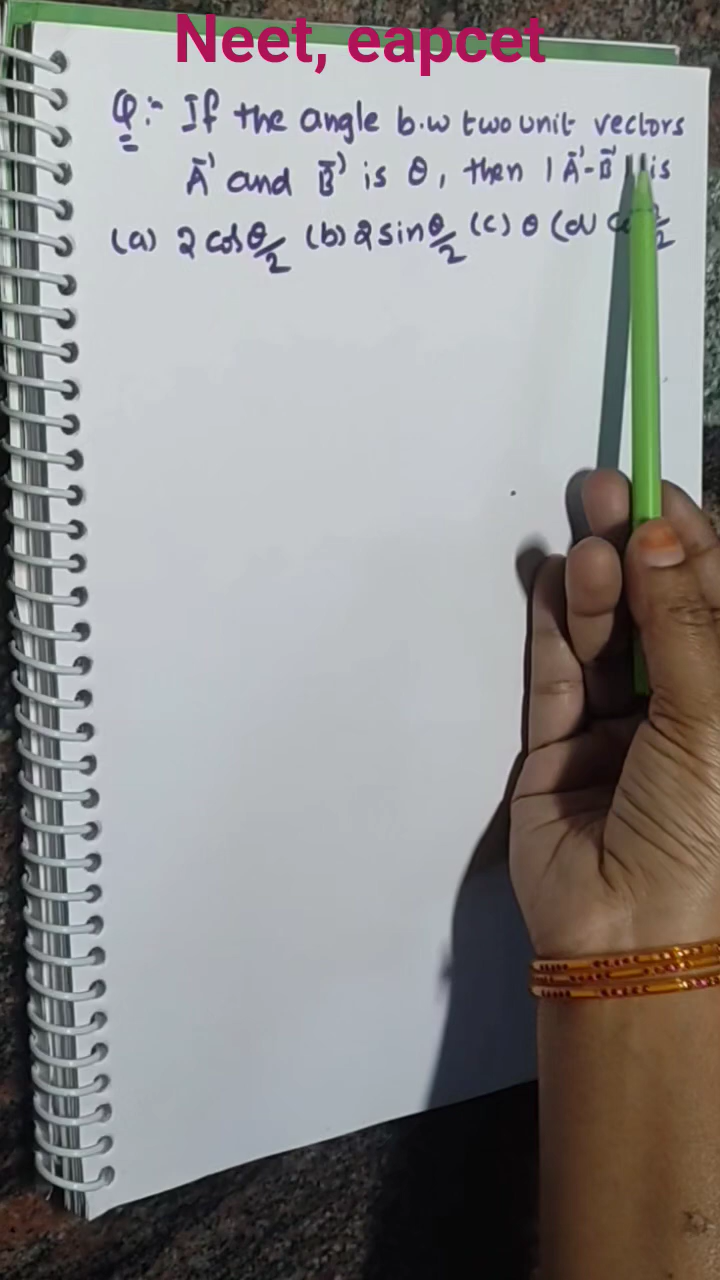 Neet, eapcet
Q:- If the angle b.w two unit vectors
A⃗ and B⃗ is θ, then |A⃗-B⃗| is
(a) 2 cos θ/2 (b) 2 sin θ/2 (c) θ (d)